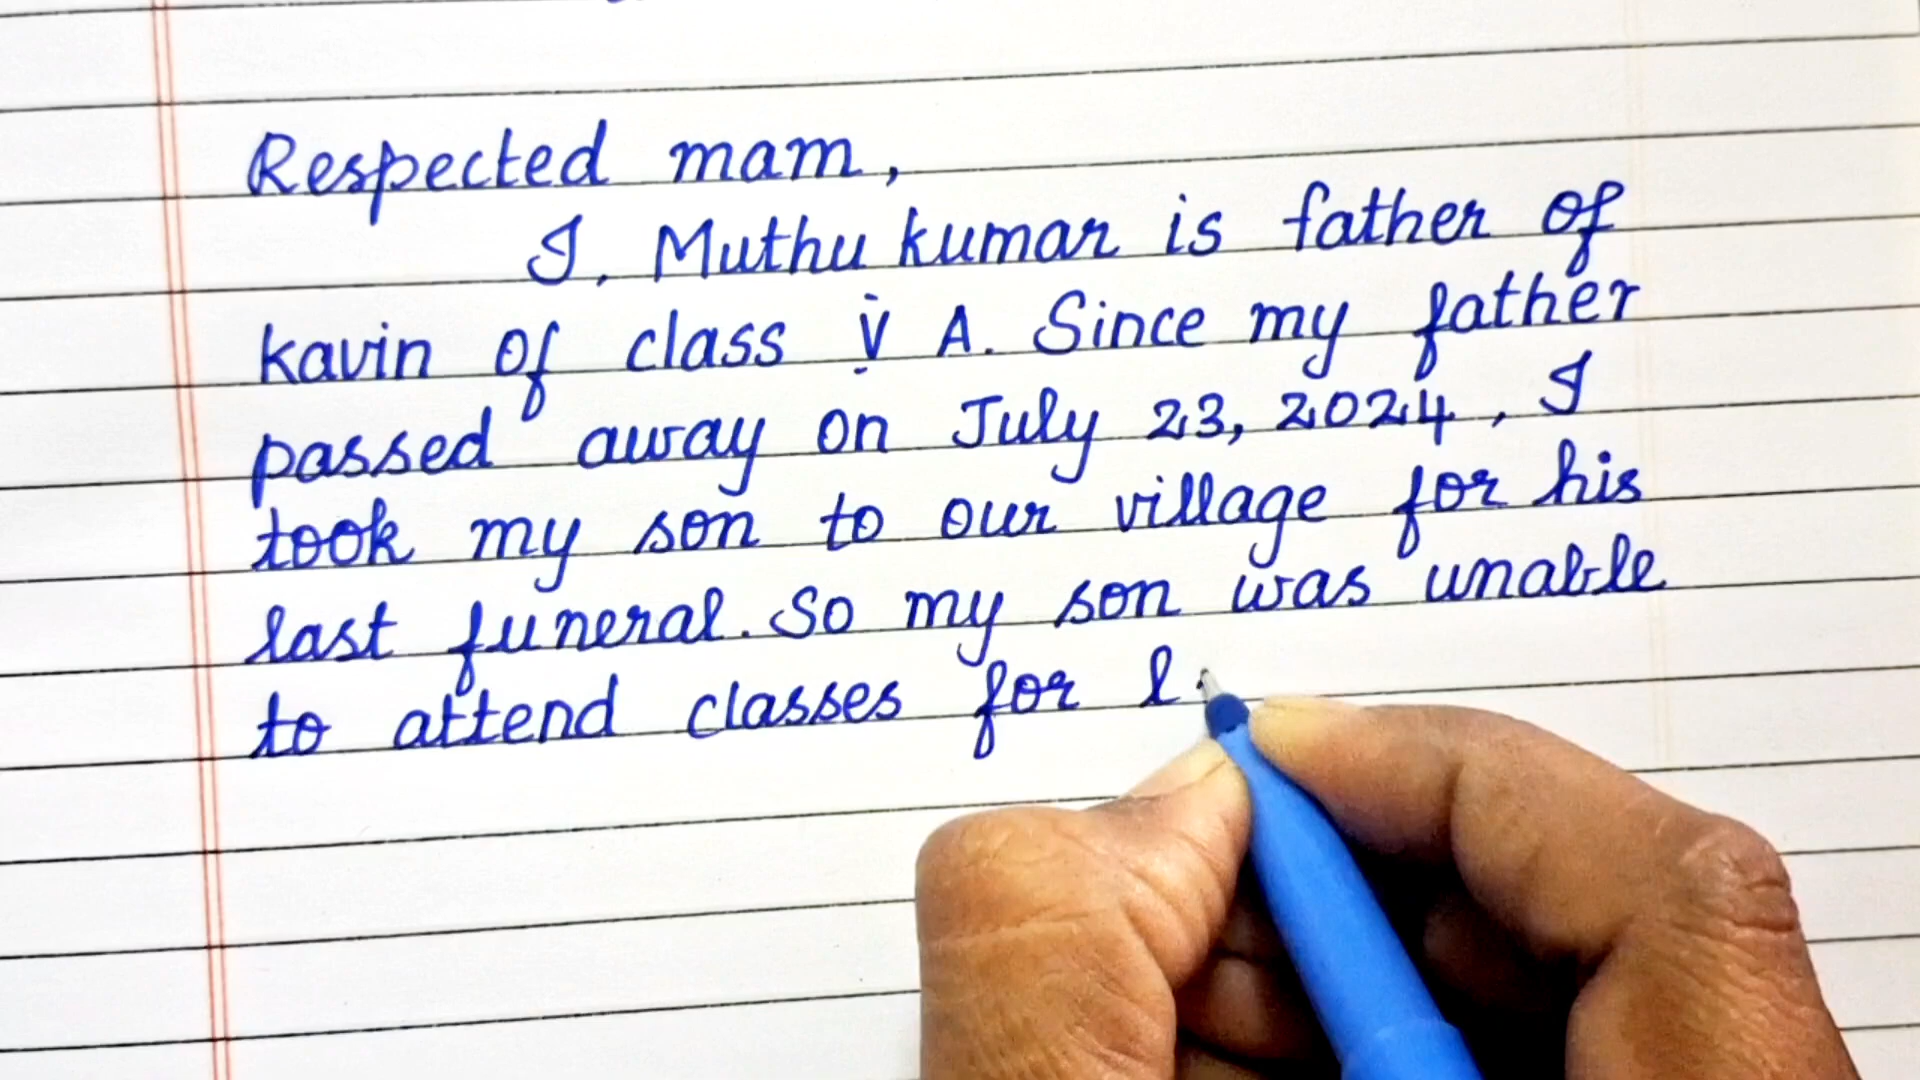 Respected mam,
I, Muthu kumar is father of
kavin of class V A. Since my father
passed away on July 23, 2024, I
took my son to our village for his
last funeral. So my son was unable
to attend classes for l